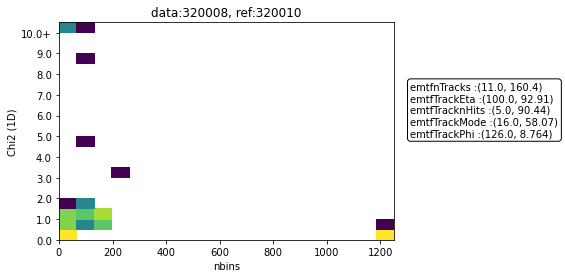 data:320008, ref:320010
10.0+
9.0
8.0
7.0
6.0
5.0
4.0
3.0
2.0
1.0
0.0
Chi2 (1D)
0 200 400 600 800 1000 1200
nbins
emtfnTracks :(11.0, 160.4)
emtfTrackEta :(100.0, 92.91)
emtfTracknHits :(5.0, 90.44)
emtfTrackMode :(16.0, 58.07)
emtfTrackPhi :(126.0, 8.764)